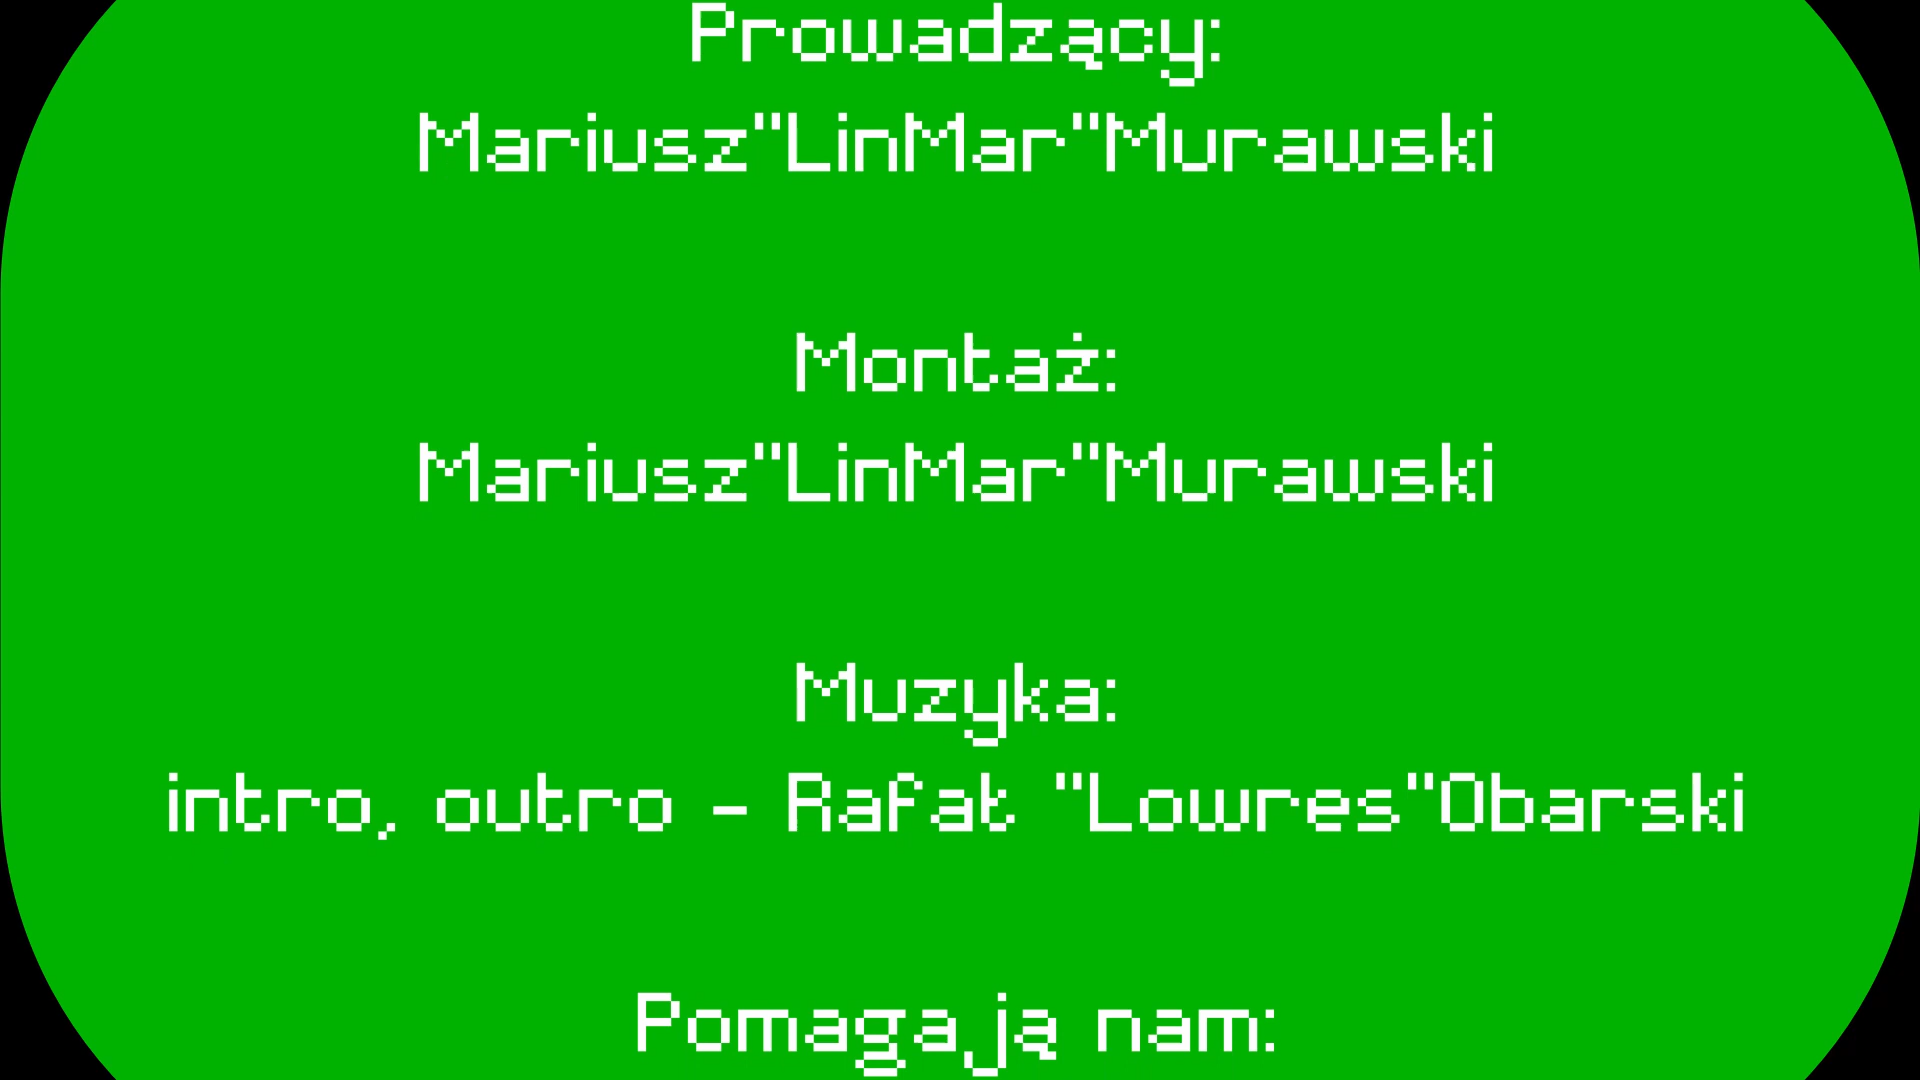 Prowadzący:
Mariusz"LinMar"Murawski
Montaż:
Mariusz"LinMar"Murawski
Muzyka:
intro, outro - Rafał "Lowres"Obarski
Pomagają nam: